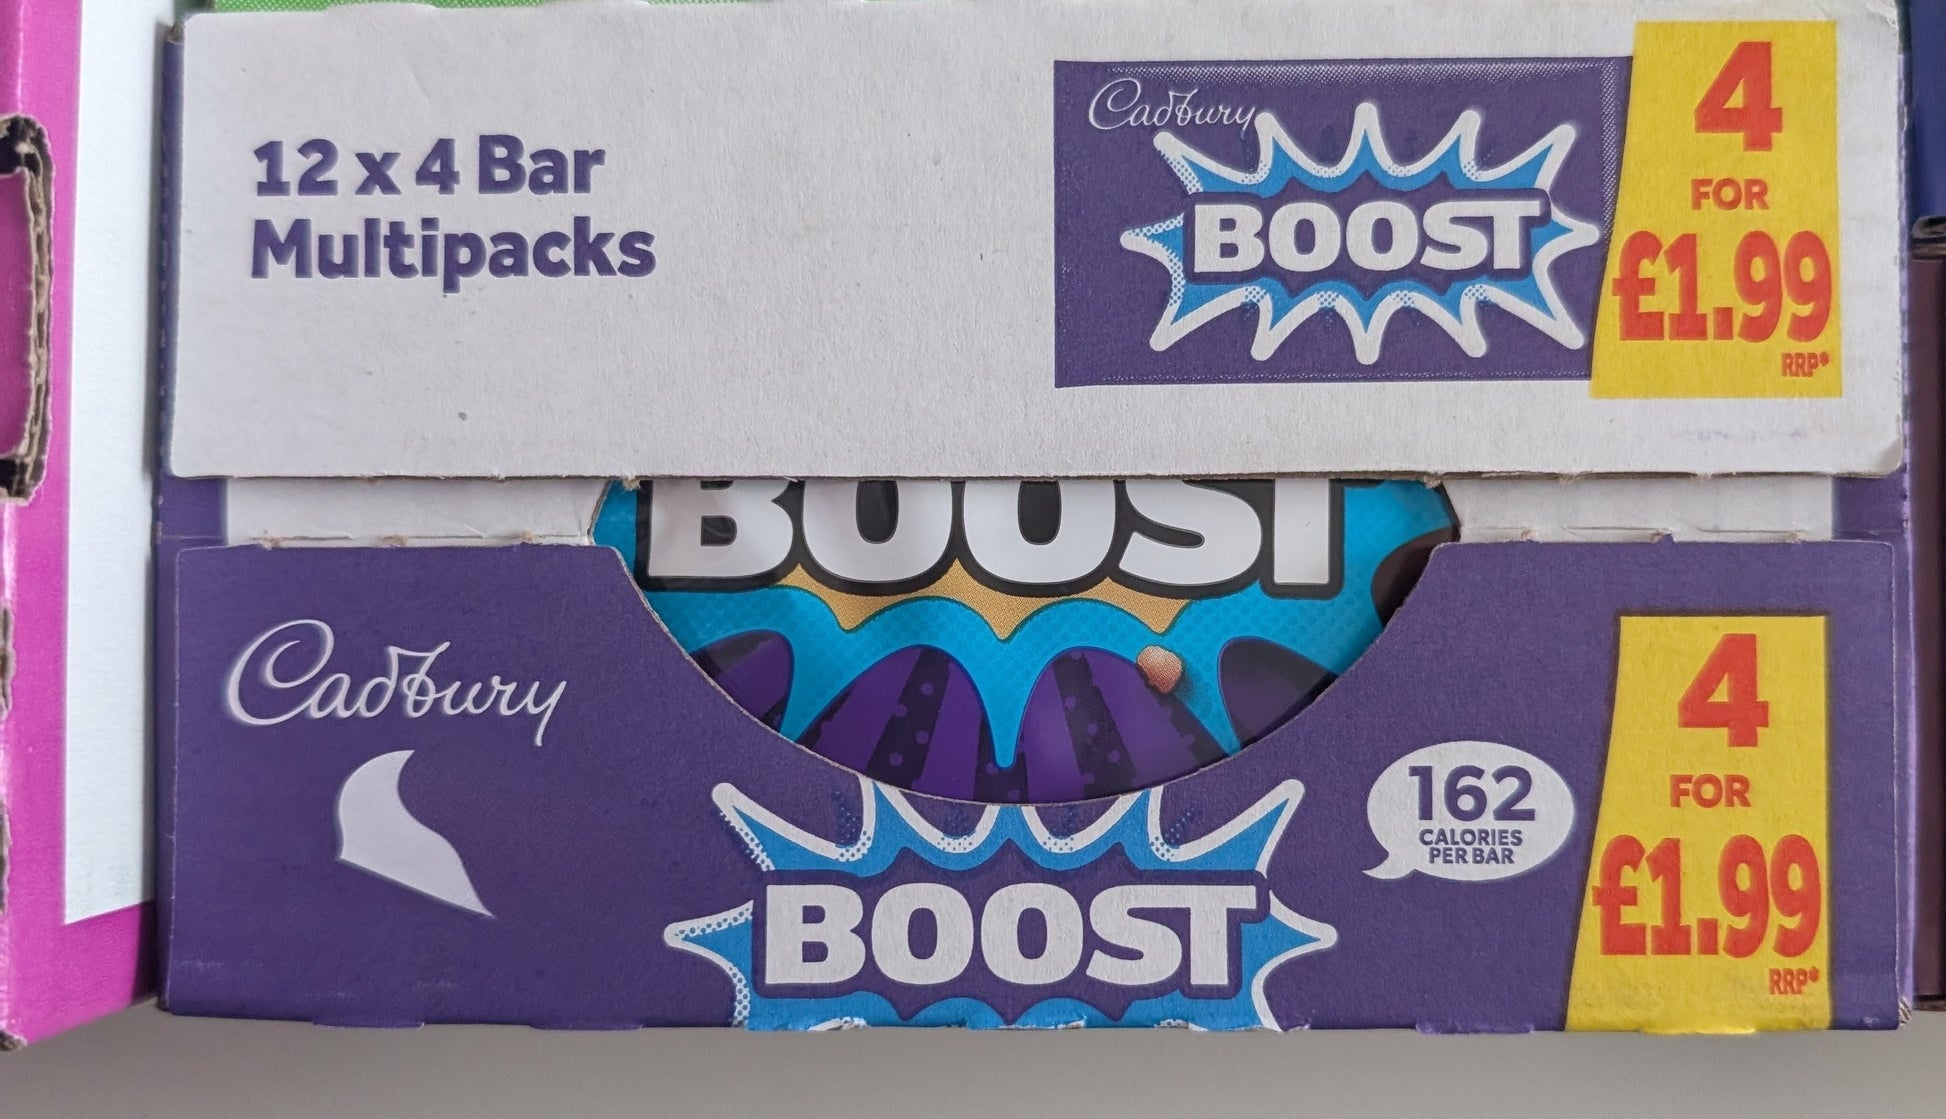 12 x 4 Bar
Multipacks
Cadbury
BOOST
4
FOR
£1.99
RRP*
BOOST
Cadbury
BOOST
162
CALORIES
PER BAR
4
FOR
£1.99
RRP*